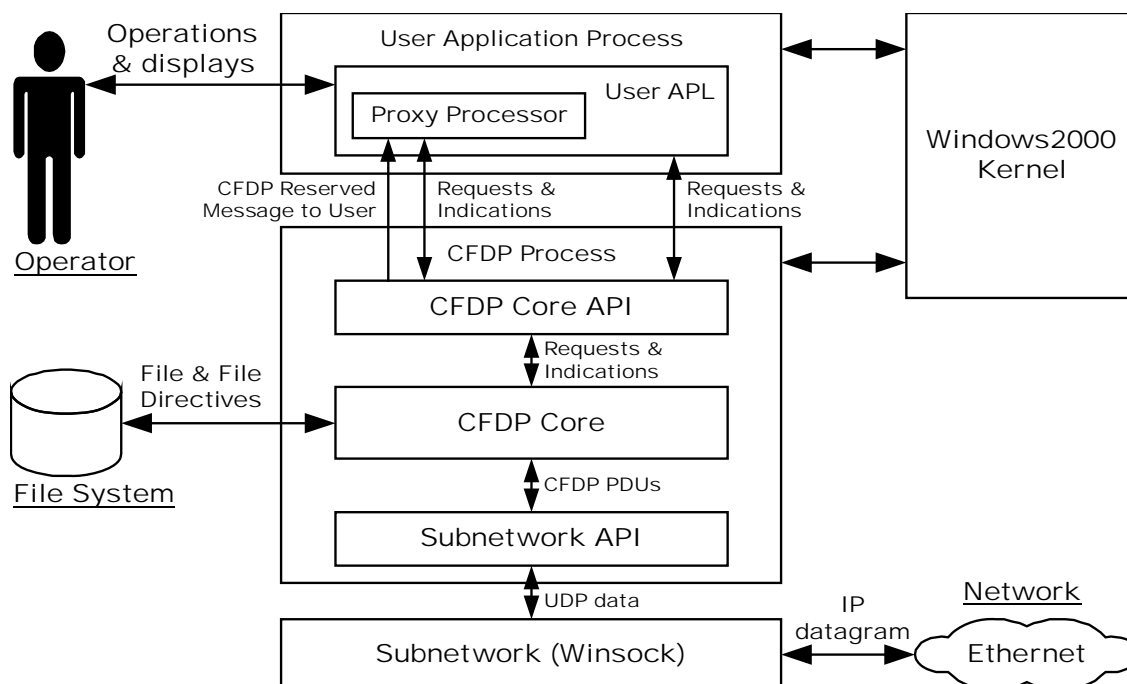 Operations
& displays
User Application Process
User APL
Proxy Processor
Windows2000
Kernel
CFDP Reserved
Message to User
Requests &
Indications
Requests &
Indications
Operator
CFDP Process
CFDP Core API
Requests &
Indications
File & File
Directives
CFDP Core
File System
CFDP PDUs
Subnetwork API
UDP data
Network
IP
datagram
Subnetwork (Winsock)
Ethernet